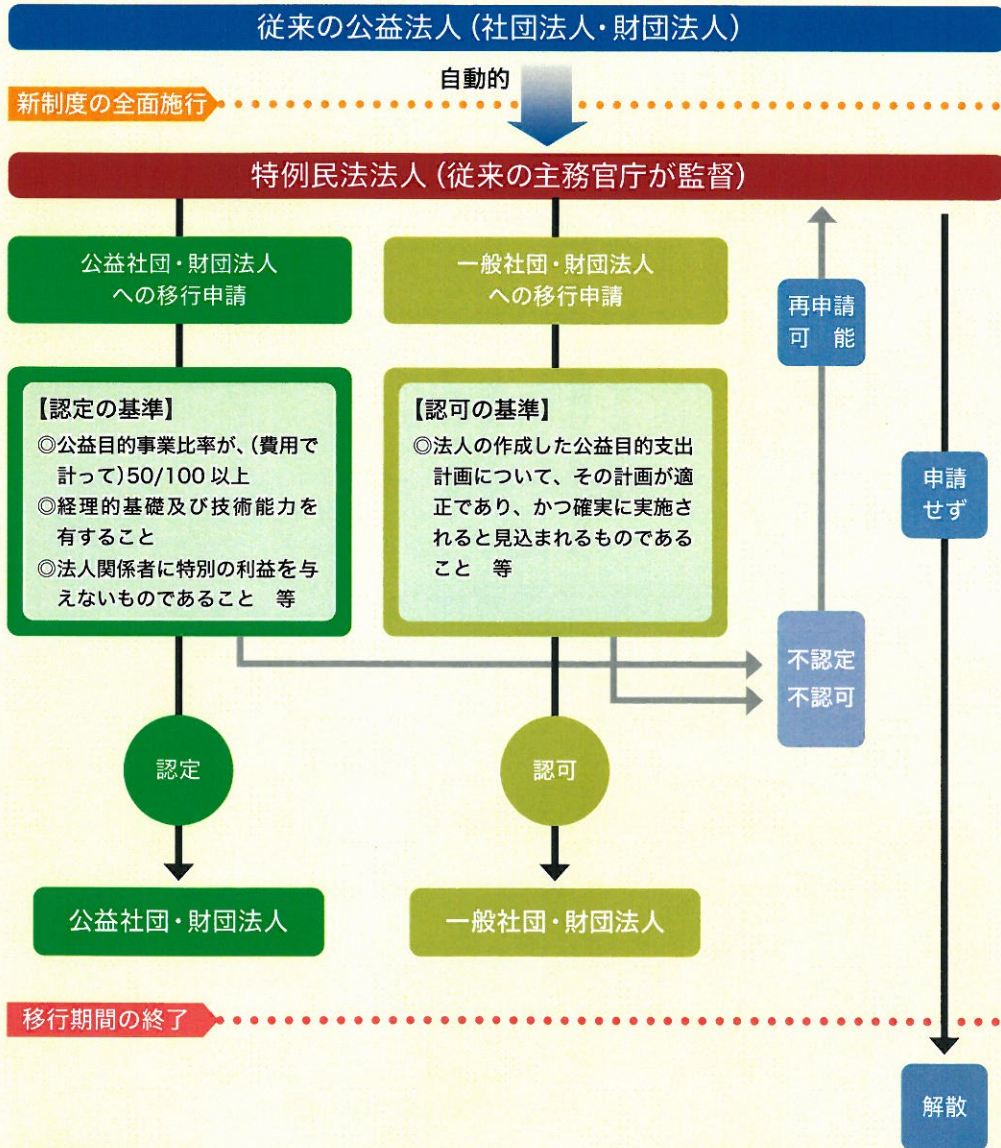 従来の公益法人(社団法人・財団法人)
自動的
新制度の全面施行
特例民法法人(従来の主務官庁が監督)
公益社団・財団法人
への移行申請
一般社団・財団法人
への移行申請
再申請
可　能
【認定の基準】
◎公益目的事業比率が、(費用で
計って)50/100以上
◎経理的基礎及び技術能力を
有すること
◎法人関係者に特別の利益を与
えないものであること　等
【認可の基準】
◎法人の作成した公益目的支出
計画について、その計画が適
正であり、かつ確実に実施さ
れると見込まれるものである
こと　等
申請
せず
不認定
不認可
認定
認可
公益社団・財団法人
一般社団・財団法人
移行期間の終了
解散